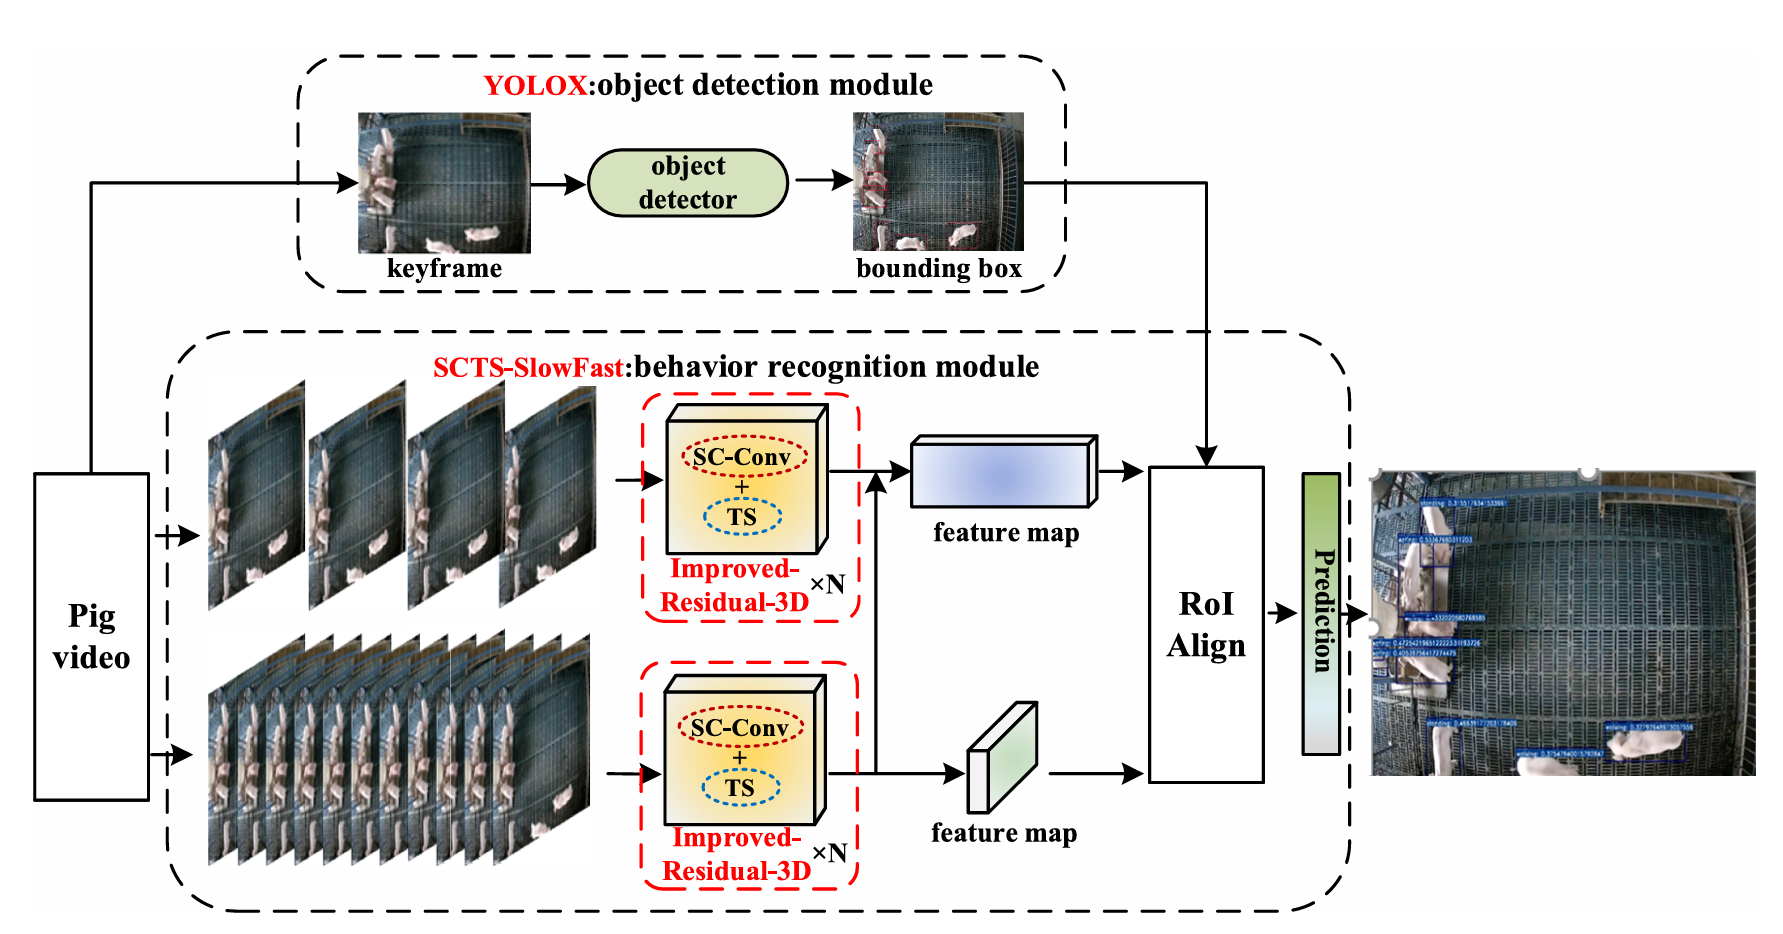 YOLOX:object detection module
object
detector
keyframe
bounding box
SCTS-SlowFast:behavior recognition module
SC-Conv
+
TS
Improved-
Residual-3D
×N
feature map
Pig
video
RoI
Align
Prediction
SC-Conv
+
TS
Improved-
Residual-3D
×N
feature map